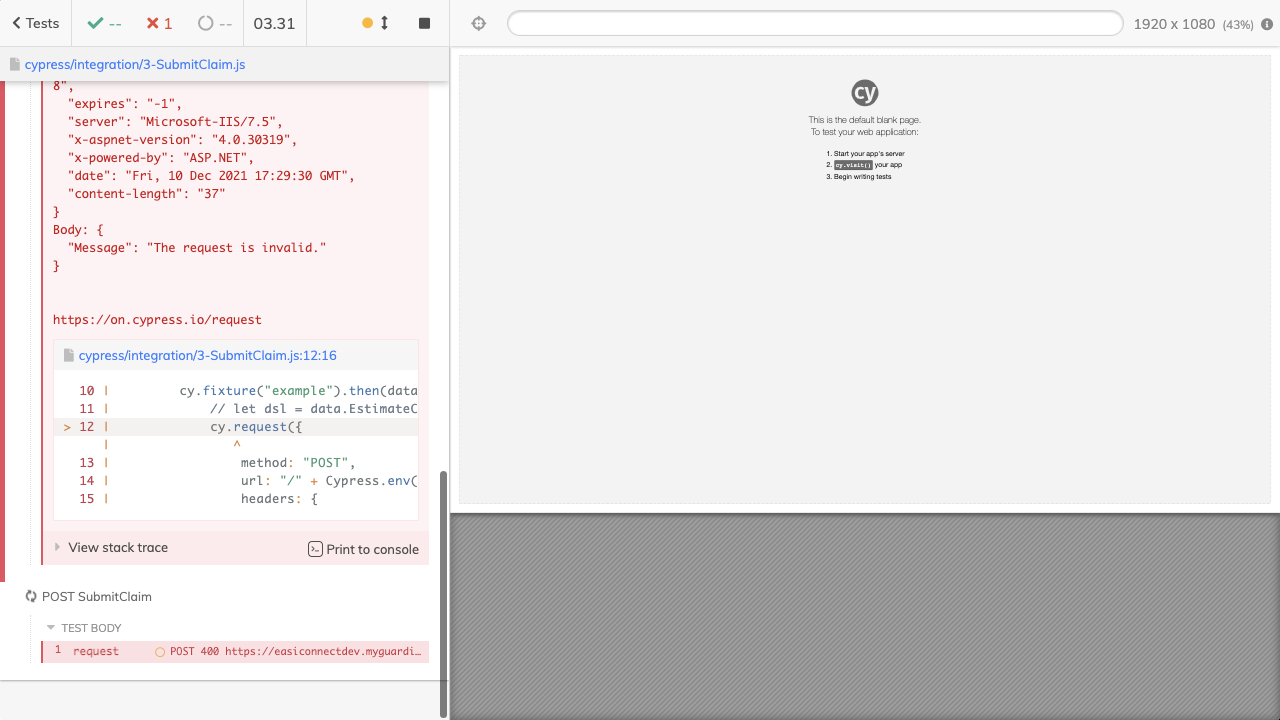 Tests
--
1
--
03.31
1920 x 1080 (43%)
cypress/integration/3-SubmitClaim.js
8",
"expires": "-1",
"server": "Microsoft-IIS/7.5",
"x-aspnet-version": "4.0.30319",
"x-powered-by": "ASP.NET",
"date": "Fri, 10 Dec 2021 17:29:30 GMT",
"content-length": "37"
}
Body: {
"Message": "The request is invalid."
}
https://on.cypress.io/request
cypress/integration/3-SubmitClaim.js:12:16
10 | cy.fixture("example").then(data
11 | // let dsl = data.EstimateC
> 12 | cy.request({
| ^
13 | method: "POST",
14 | url: "/" + Cypress.env(
15 | headers: {
View stack trace
Print to console
POST SubmitClaim
TEST BODY
1 request POST 400 https://easiconnectdev.myguardi…
cy
This is the default blank page.
To test your web application:
1. Start your app's server
2. cy.visit() your app
3. Begin writing tests